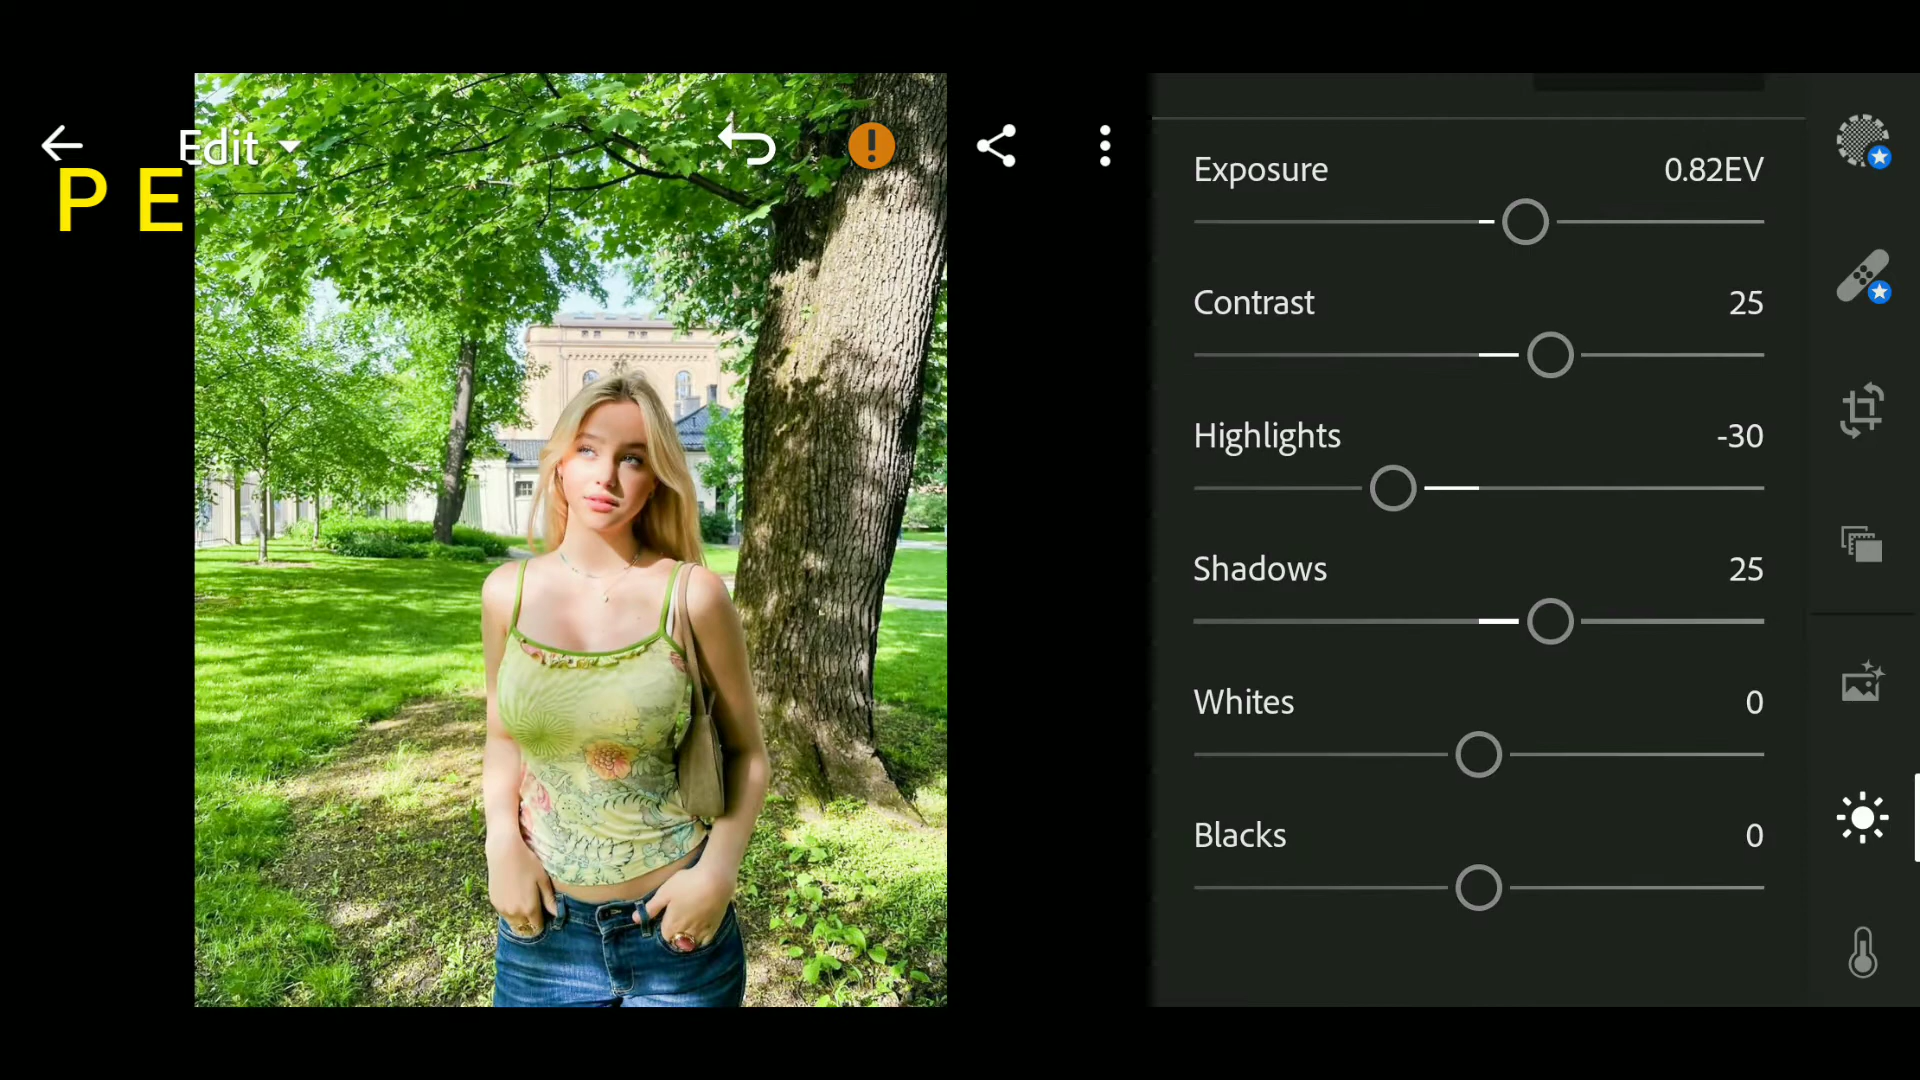 Edit
P E
Exposure 0.82EV
Contrast 25
Highlights -30
Shadows 25
Whites 0
Blacks 0